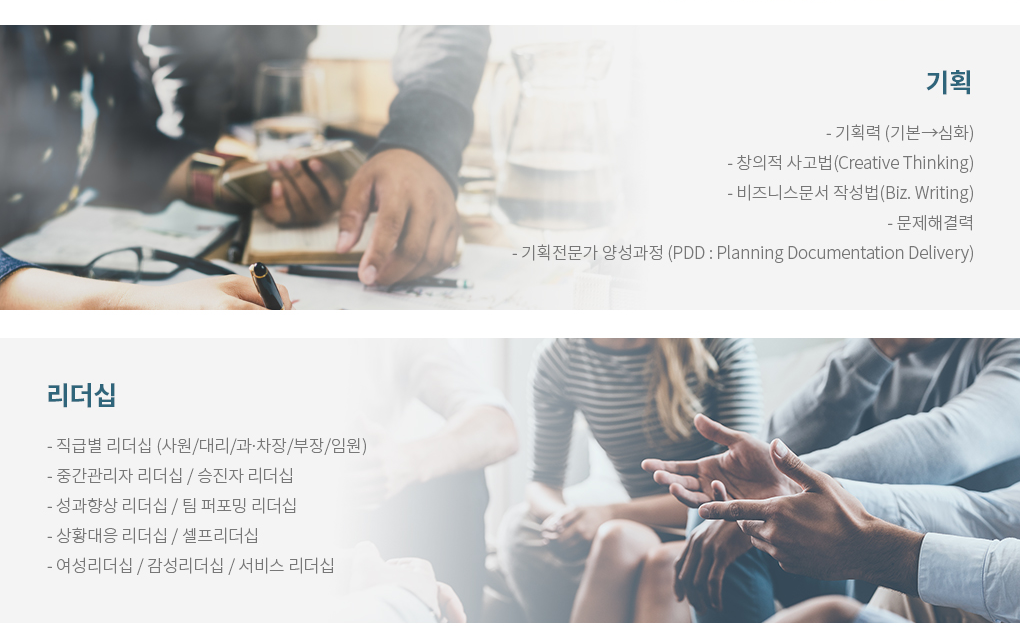 기획
- 기획력 (기본→심화)
- 창의적 사고법(Creative Thinking)
- 비즈니스문서 작성법(Biz. Writing)
- 문제해결력
- 기획전문가 양성과정 (PDD : Planning Documentation Delivery)
리더십
- 직급별 리더십 (사원/대리/과·차장/부장/임원)
- 중간관리자 리더십 / 승진자 리더십
- 성과향상 리더십 / 팀 퍼포밍 리더십
- 상황대응 리더십 / 셀프리더십
- 여성리더십 / 감성리더십 / 서비스 리더십